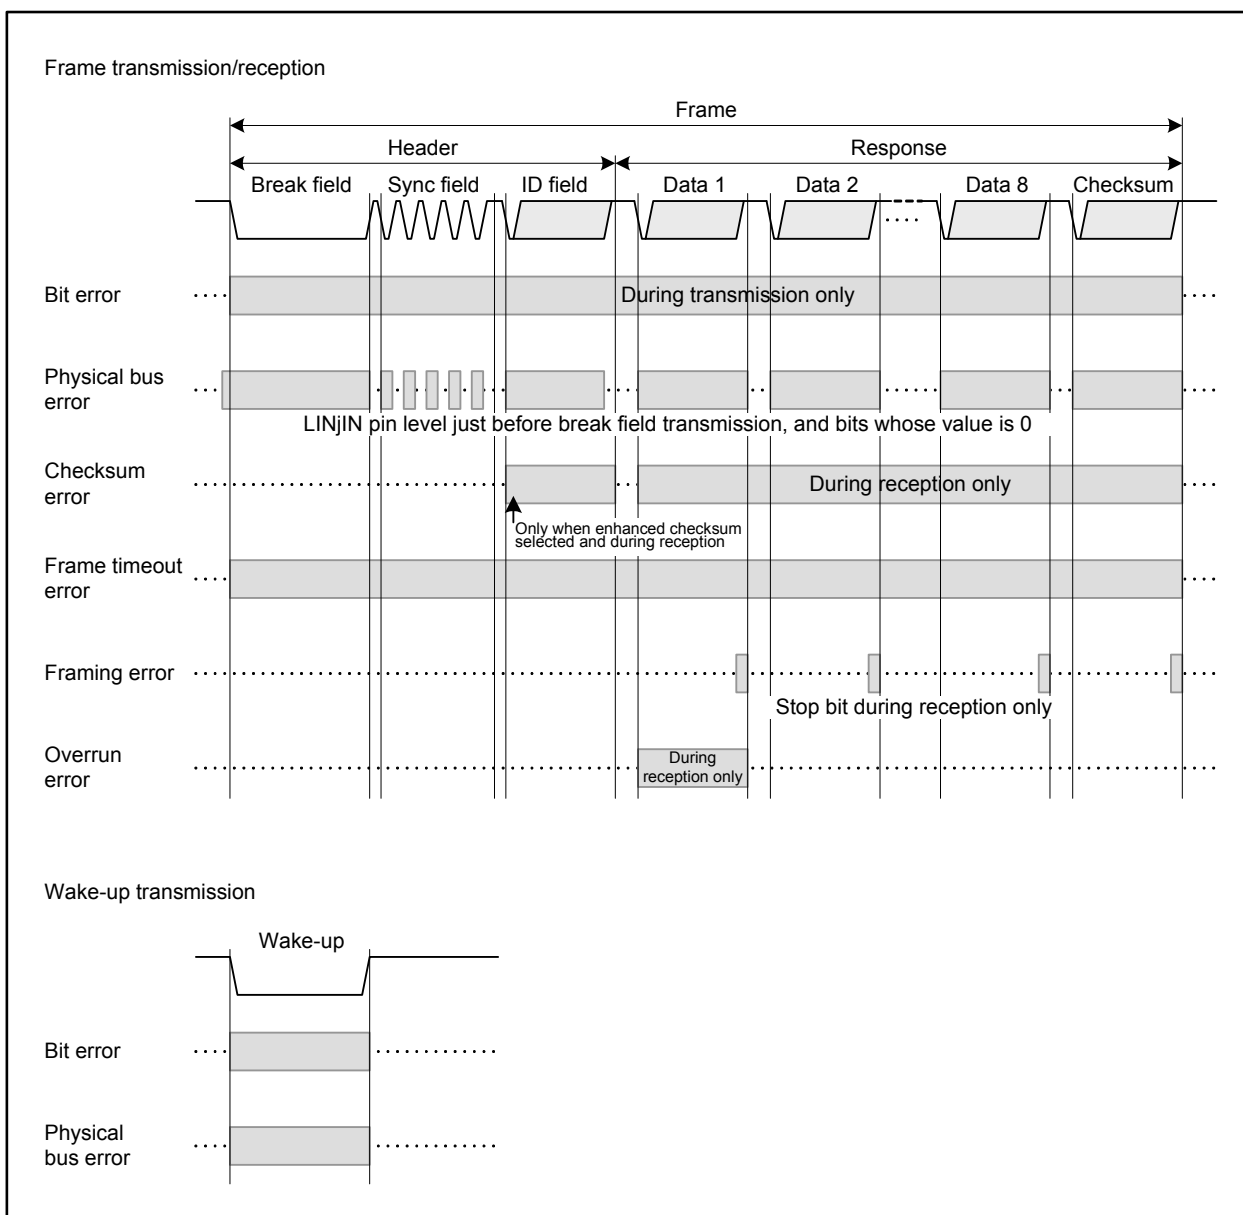 Frame transmission/reception
Frame
Header
Response
Break field
Sync field
ID field
Data 1
Data 2
Data 8
Checksum
Bit error
During transmission only
Physical bus
error
LINjIN pin level just before break field transmission, and bits whose value is 0
Checksum
error
During reception only
Only when enhanced checksum
selected and during reception
Frame timeout
error
Framing error
Stop bit during reception only
Overrun
error
During
reception only
Wake-up transmission
Wake-up
Bit error
Physical
bus error